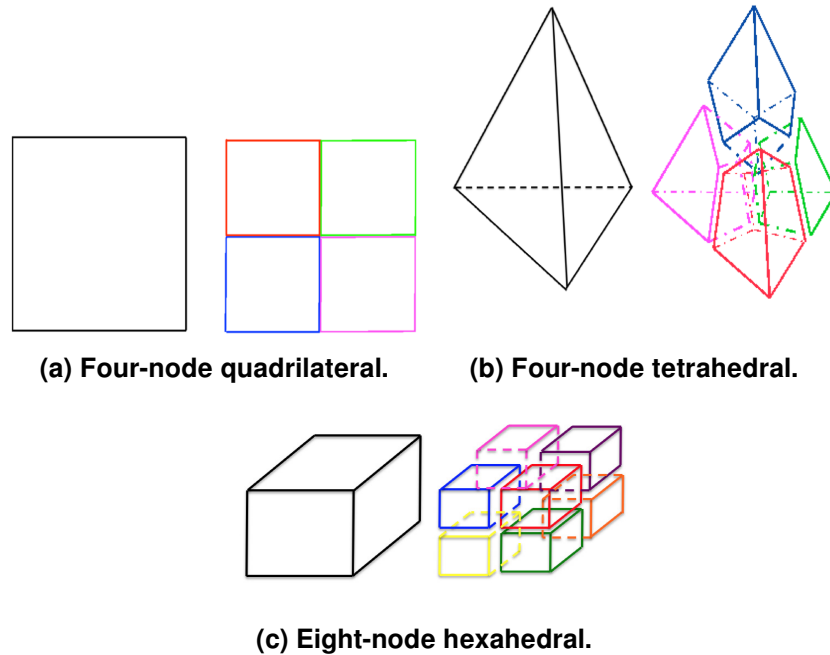 (a) Four-node quadrilateral.
(b) Four-node tetrahedral.
(c) Eight-node hexahedral.